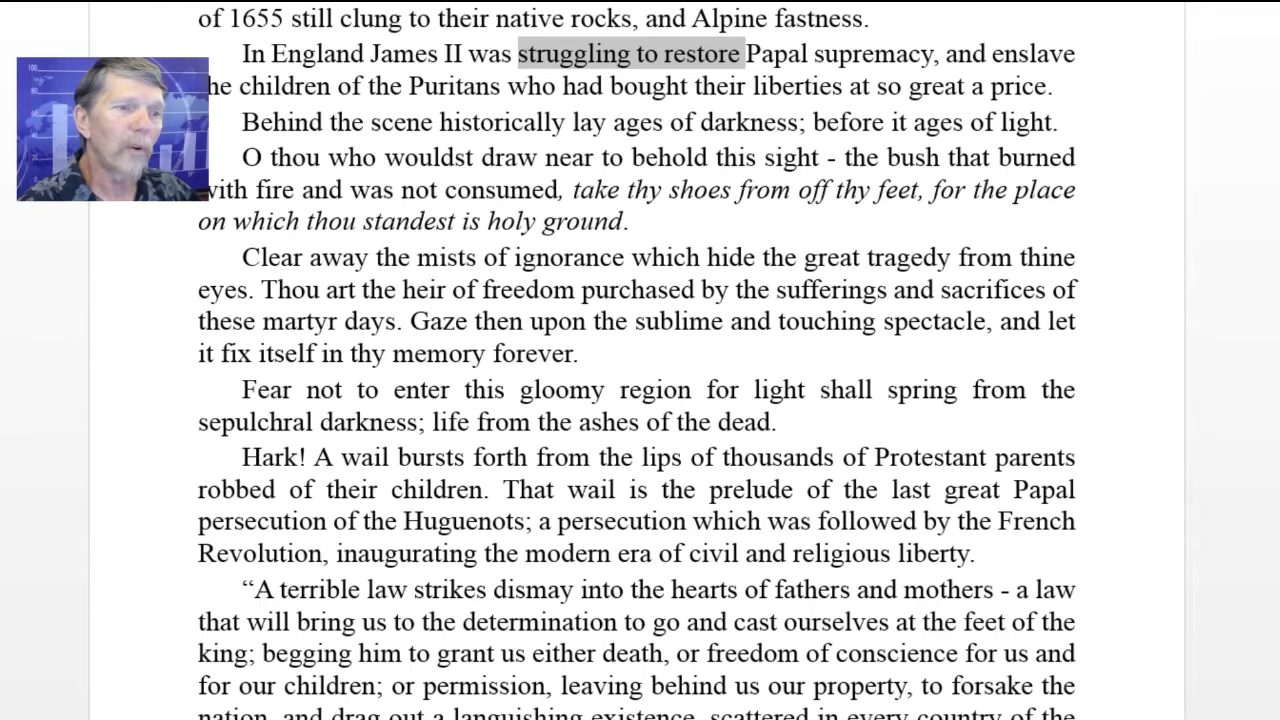 of 1655 still clung to their native rocks, and Alpine fastness.
In England James II was struggling to restore Papal supremacy, and enslave
he children of the Puritans who had bought their liberties at so great a price.
Behind the scene historically lay ages of darkness; before it ages of light.
O thou who wouldst draw near to behold this sight - the bush that burned
with fire and was not consumed, take thy shoes from off thy feet, for the place
on which thou standest is holy ground.
Clear away the mists of ignorance which hide the great tragedy from thine
eyes. Thou art the heir of freedom purchased by the sufferings and sacrifices of
these martyr days. Gaze then upon the sublime and touching spectacle, and let
it fix itself in thy memory forever.
Fear not to enter this gloomy region for light shall spring from the
sepulchral darkness; life from the ashes of the dead.
Hark! A wail bursts forth from the lips of thousands of Protestant parents
robbed of their children. That wail is the prelude of the last great Papal
persecution of the Huguenots; a persecution which was followed by the French
Revolution, inaugurating the modern era of civil and religious liberty.
“A terrible law strikes dismay into the hearts of fathers and mothers - a law
that will bring us to the determination to go and cast ourselves at the feet of the
king; begging him to grant us either death, or freedom of conscience for us and
for our children; or permission, leaving behind us our property, to forsake the
nation, and drag out a languishing existence, scattered in every country of the